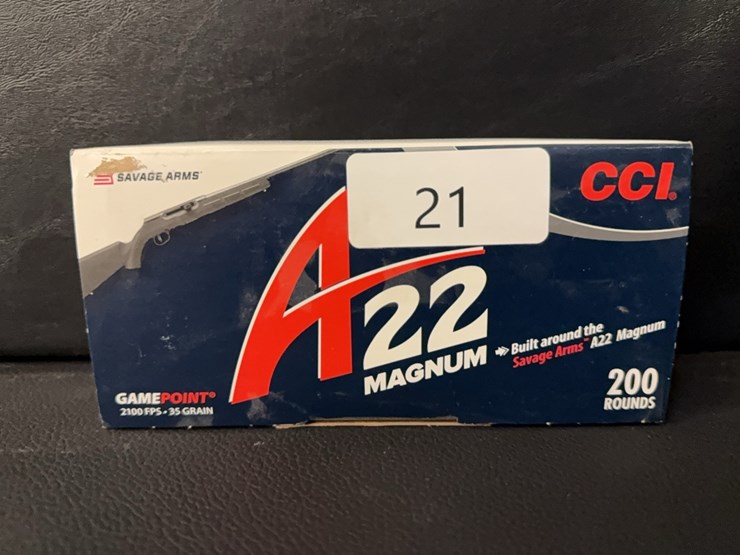 SAVAGE ARMS
21
CCI®
A22
MAGNUM
Built around the
Savage Arms™ A22 Magnum
GAMEPOINT®
2100 FPS - 35 GRAIN
200
ROUNDS